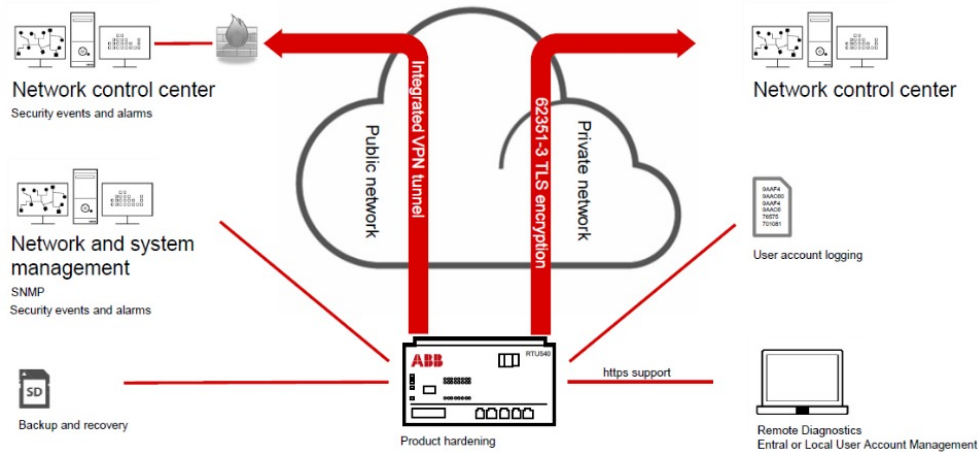 Network control center
Security events and alarms
Network control center
Integrated VPN tunnel
62351-3 TLS encryption
Public network
Private network
Network and system
management
SNMP
Security events and alarms
9AAF4
9AAC60
9AAF4
9AAC6
76575
701081
User account logging
ABB
RTU540
https support
SD
Backup and recovery
Product hardening
Remote Diagnostics
Entral or Local User Account Management